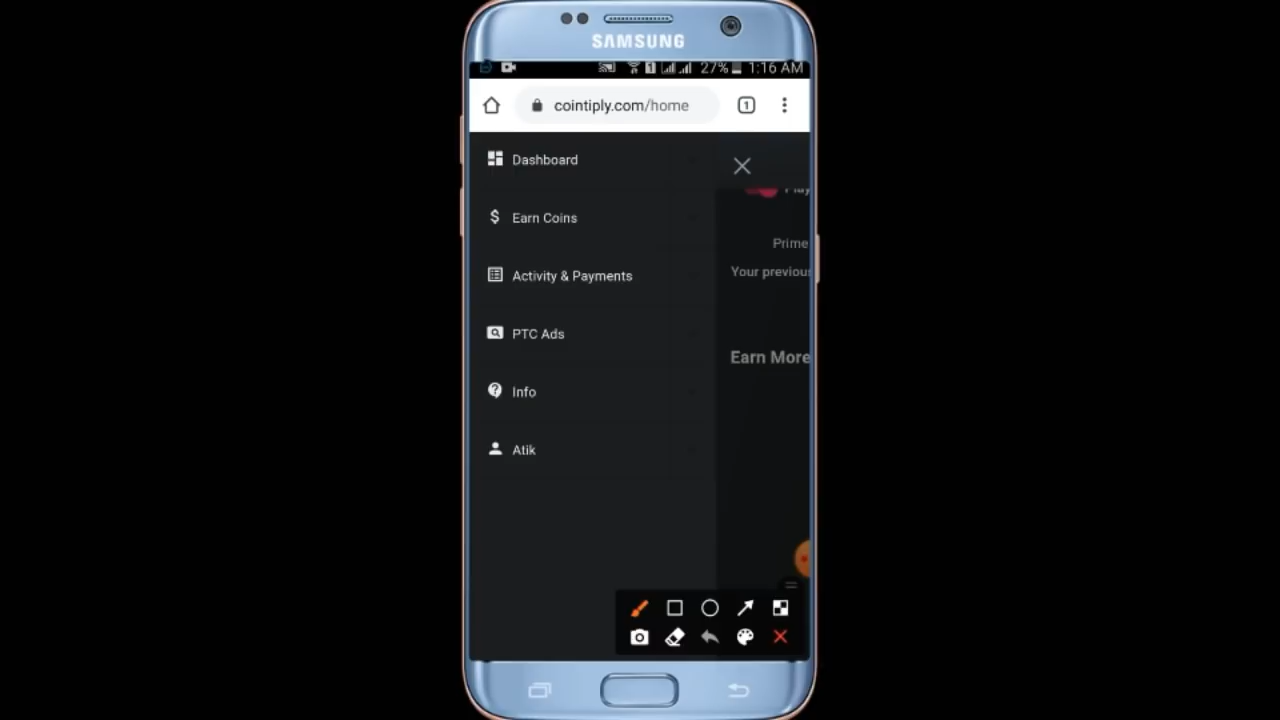 SAMSUNG
27% 1:16 AM
cointiply.com/home
1
Dashboard
Play
Earn Coins
Prime
Your previous
Activity & Payments
PTC Ads
Earn More
Info
Atik